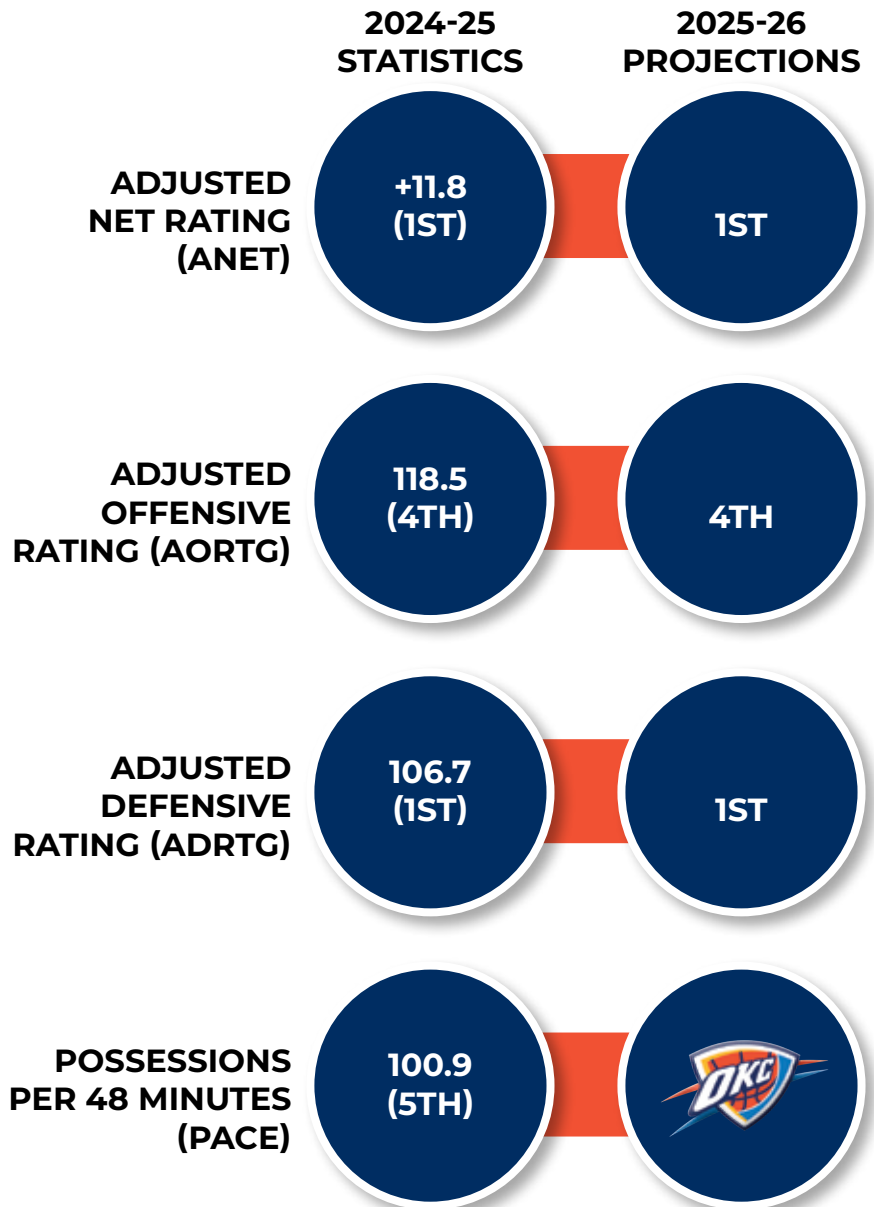 2024-25
STATISTICS
2025-26
PROJECTIONS
ADJUSTED
NET RATING
(ANET)
+11.8
(1ST)
1ST
ADJUSTED
OFFENSIVE
RATING (AORTG)
118.5
(4TH)
4TH
ADJUSTED
DEFENSIVE
RATING (ADRTG)
106.7
(1ST)
1ST
POSSESSIONS
PER 48 MINUTES
(PACE)
100.9
(5TH)
OKC